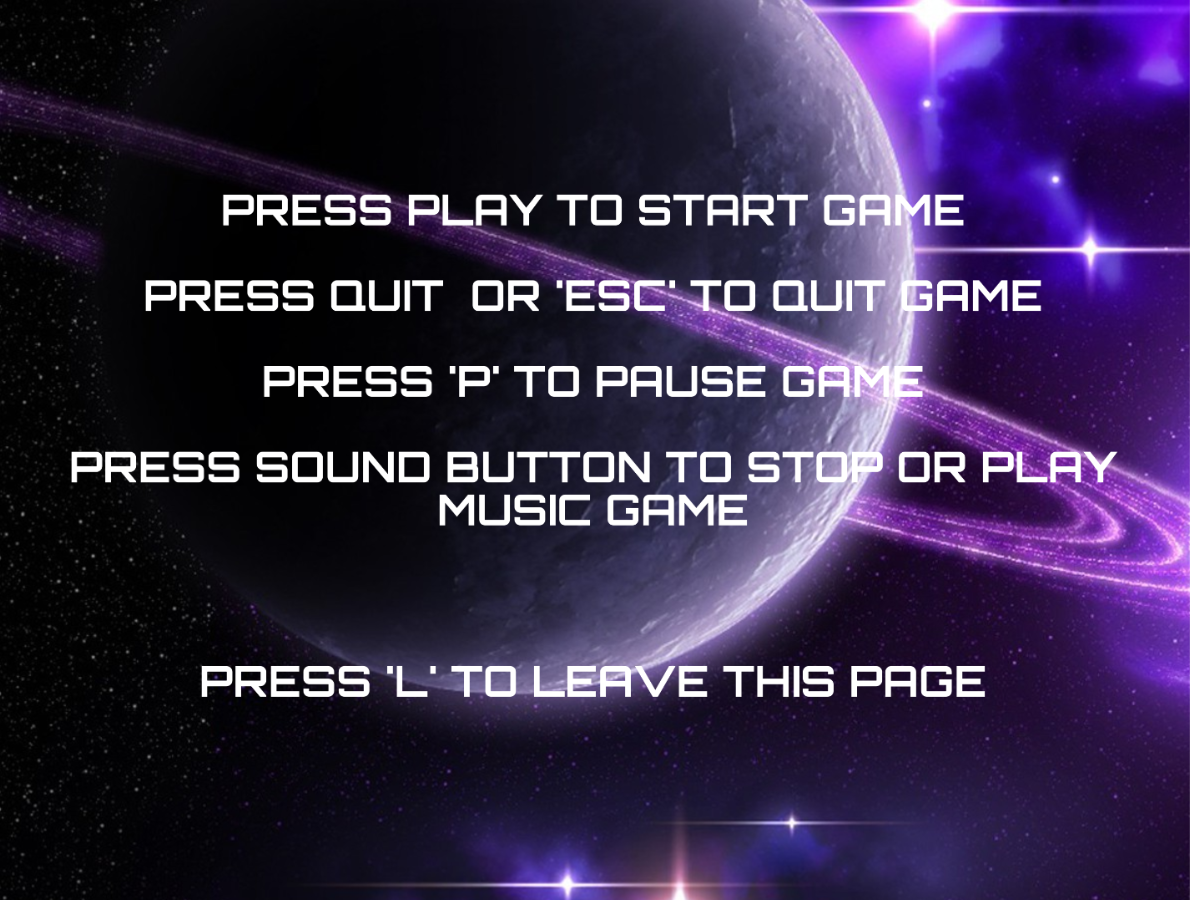 PRESS PLAY TO START GAME
PRESS QUIT  OR 'ESC' TO QUIT GAME
PRESS 'P' TO PAUSE GAME
PRESS SOUND BUTTON TO STOP OR PLAY
MUSIC GAME
PRESS 'L' TO LEAVE THIS PAGE